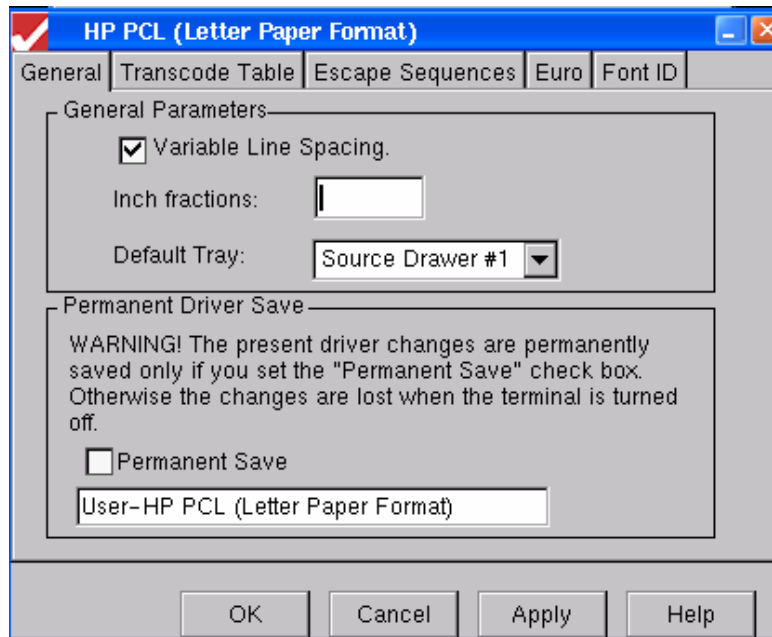 HP PCL (Letter Paper Format)
General Transcode Table Escape Sequences Euro Font ID
General Parameters
Variable Line Spacing.
Inch fractions:
Default Tray: Source Drawer #1
Permanent Driver Save
WARNING! The present driver changes are permanently
saved only if you set the "Permanent Save" check box.
Otherwise the changes are lost when the terminal is turned
off.
Permanent Save
User-HP PCL (Letter Paper Format)
OK Cancel Apply Help